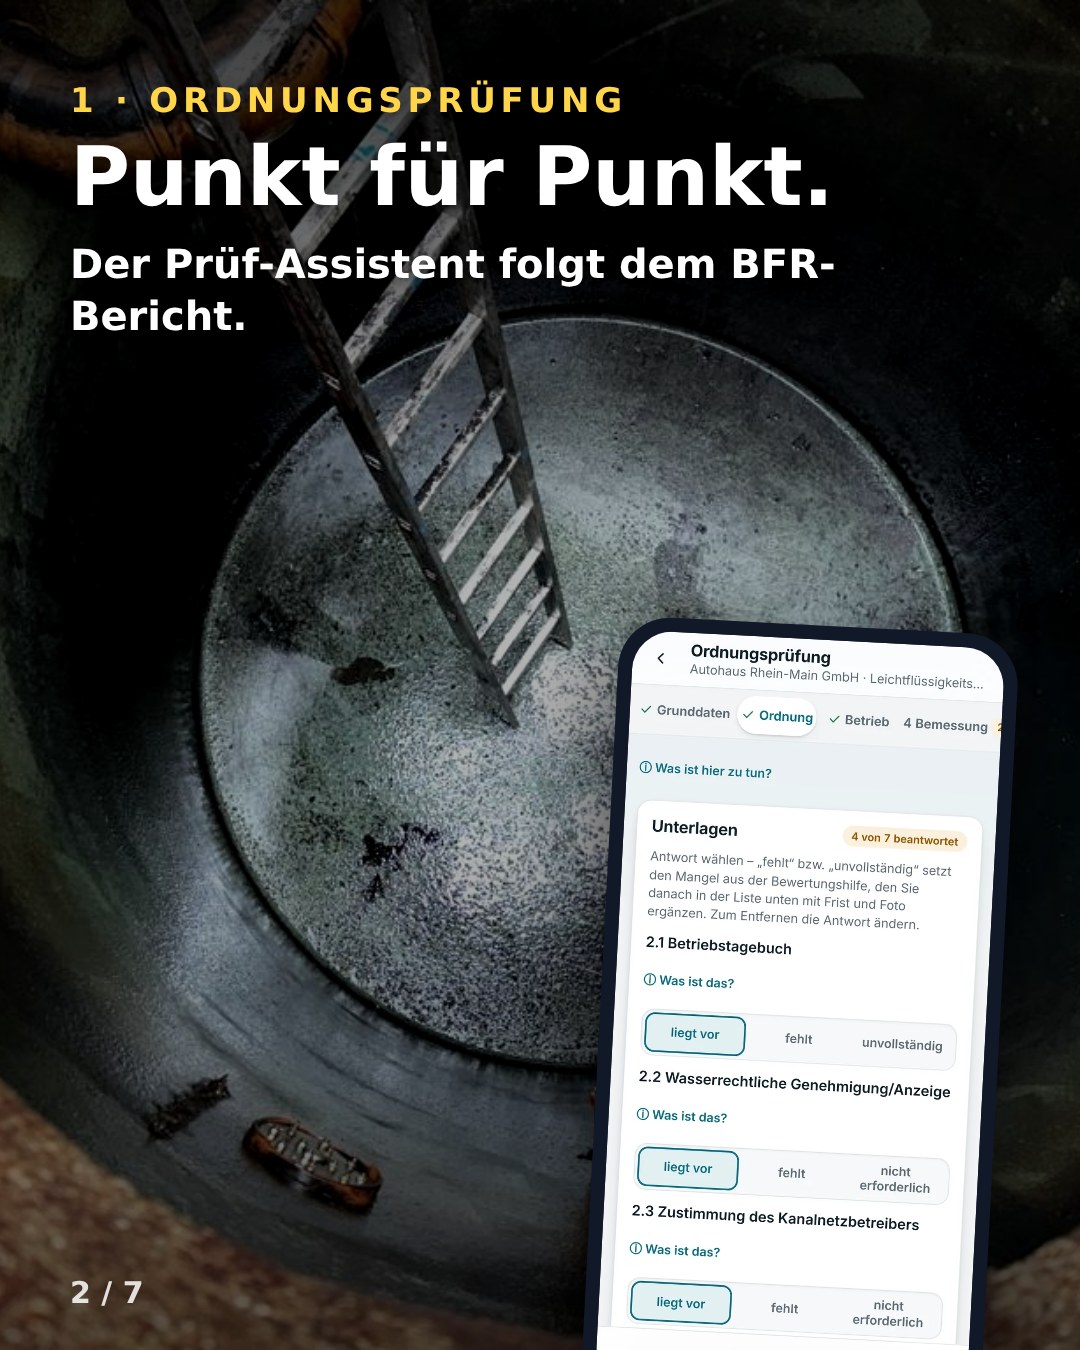 1 · ORDNUNGSPRÜFUNG
Punkt für Punkt.
Der Prüf-Assistent folgt dem BFR-
Bericht.
Ordnungsprüfung
Autohaus Rhein-Main GmbH · Leichtflüssigkeits...
✓ Grunddaten ✓ Ordnung ✓ Betrieb 4 Bemessung
ⓘ Was ist hier zu tun?
Unterlagen 4 von 7 beantwortet
Antwort wählen – „fehlt“ bzw. „unvollständig“ setzt
den Mangel aus der Bewertungshilfe, den Sie
danach in der Liste unten mit Frist und Foto
ergänzen. Zum Entfernen die Antwort ändern.
2.1 Betriebstagebuch
ⓘ Was ist das?
liegt vor fehlt unvollständig
2.2 Wasserrechtliche Genehmigung/Anzeige
ⓘ Was ist das?
liegt vor fehlt nicht
erforderlich
2.3 Zustimmung des Kanalnetzbetreibers
ⓘ Was ist das?
liegt vor fehlt nicht
erforderlich
2 / 7